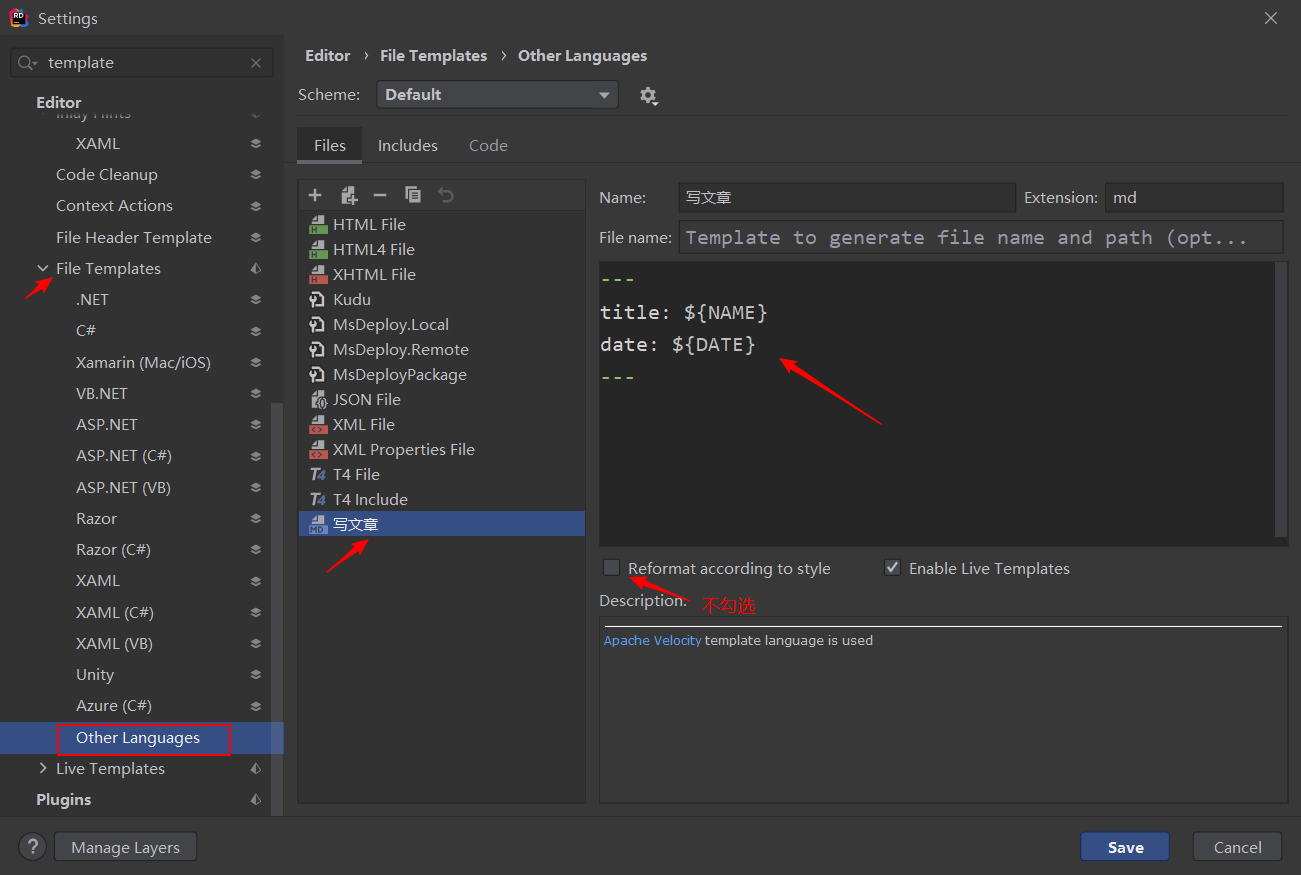 RD
Settings
template
Editor
Inlay Hints
XAML
Code Cleanup
Context Actions
File Header Template
File Templates
.NET
C#
Xamarin (Mac/iOS)
VB.NET
ASP.NET
ASP.NET (C#)
ASP.NET (VB)
Razor
Razor (C#)
XAML
XAML (C#)
XAML (VB)
Unity
Azure (C#)
Other Languages
Live Templates
Plugins
Editor › File Templates › Other Languages
Scheme: Default
Files Includes Code
HTML File
HTML4 File
XHTML File
Kudu
MsDeploy.Local
MsDeploy.Remote
MsDeployPackage
JSON File
XML File
XML Properties File
T4 File
T4 Include
写文章
Name: 写文章 Extension: md
File name: Template to generate file name and path (opt...
---
title: ${NAME}
date: ${DATE}
---
Reformat according to style Enable Live Templates
Description: 不勾选
Apache Velocity template language is used
? Manage Layers Save Cancel